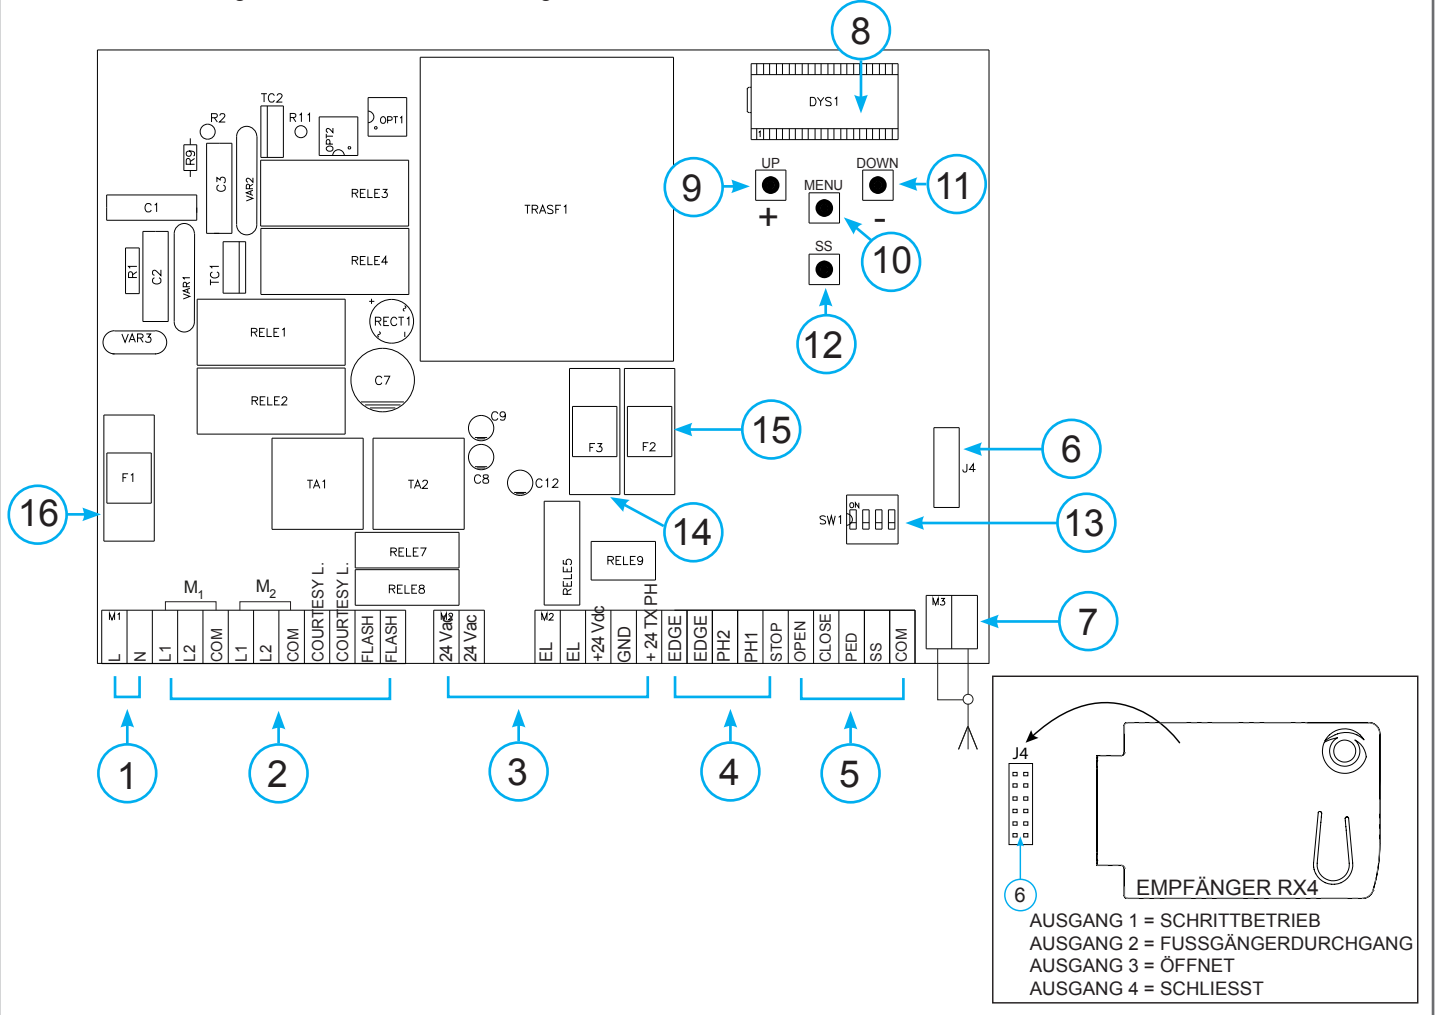 8
DYS1
1
TC2
R2
R11
OPT2
OPT1
R9
C3
VAR2
RELE3
C1
TRASF1
UP
MENU
DOWN
9
+
-
11
10
SS
12
R1
C2
VAR1
TC1
RELE4
RELE1
+
RECT1
VAR3
RELE2
C7
F1
TA1
TA2
C9
C8
C12
F3
F2
15
14
16
6
J4
SW1
ON
13
RELE7
RELE8
RELE5
RELE9
M1
M2
7
M1 L N L1 L2 COM L1 L2 COM COURTESY L. COURTESY L. FLASH FLASH
24 Vac 24 Vac
M2 EL EL +24 Vdc GND + 24 TX PH EDGE EDGE PH2 PH1 STOP OPEN CLOSE PED SS COM
M3
1
2
3
4
5
J4
6
EMPFÄNGER RX4
AUSGANG 1 = SCHRITTBETRIEB
AUSGANG 2 = FUSSGÄNGERDURCHGANG
AUSGANG 3 = ÖFFNET
AUSGANG 4 = SCHLIESST